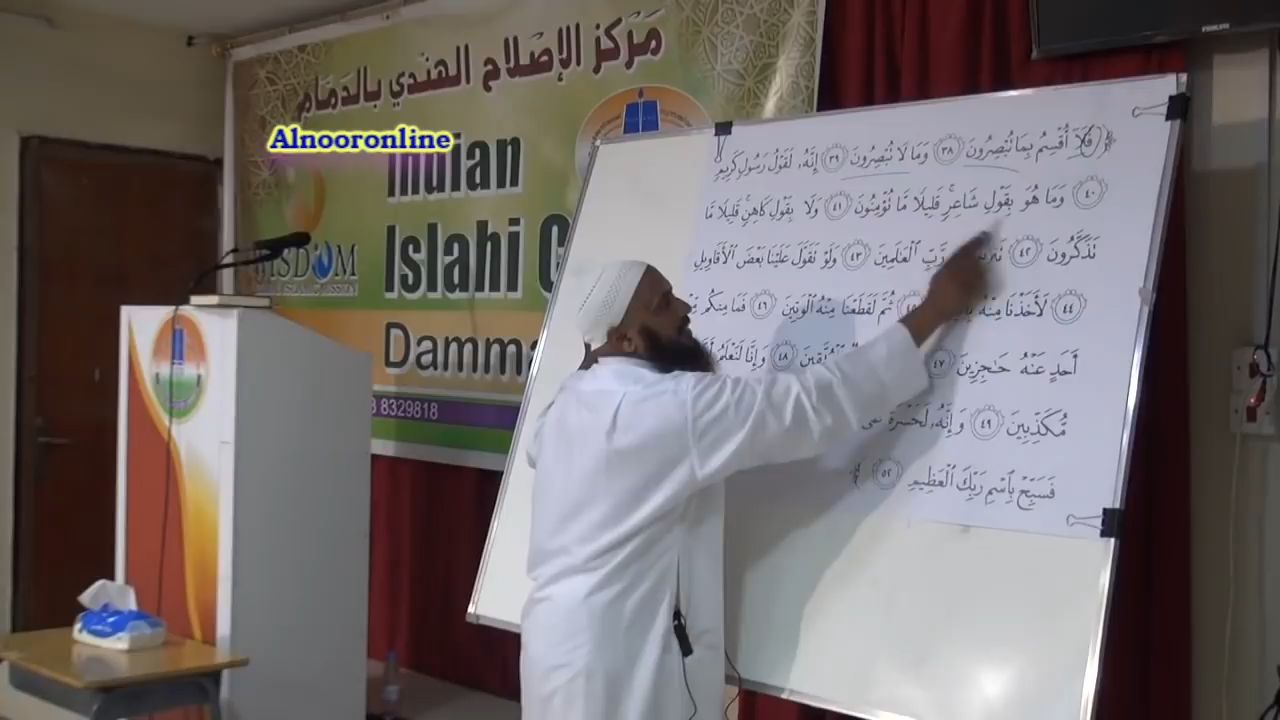 مركز الإصلاح الهندي بالدمام
Alnooronline
Indian
Islahi C
Damma
8329818
WISDOM
PHILIPS
فَلَا أُقْسِمُ بِمَا تُبْصِرُونَ ٣٨ وَمَا لَا تُبْصِرُونَ ٣٩ إِنَّهُ لَقَوْلُ رَسُولٍ كَرِيمٍ
٤٠ وَمَا هُوَ بِقَوْلِ شَاعِرٍ قَلِيلًا مَّا تُؤْمِنُونَ ٤١ وَلَا بِقَوْلِ كَاهِنٍ قَلِيلًا مَّا
تَذَكَّرُونَ ٤٢ رَّبِّ ٱلْعَٰلَمِينَ ٤٣ وَلَوْ تَقَوَّلَ عَلَيْنَا بَعْضَ ٱلْأَقَاوِيلِ
٤٤ لَأَخَذْنَا مِنْهُ ثُمَّ لَقَطَعْنَا مِنْهُ ٱلْوَتِينَ ٤٦ فَمَا مِنكُم
أَحَدٍ عَنْهُ حَٰجِزِينَ ٤٧ ٤٨ وَإِنَّا لَنَعْلَمُ
مُّكَذِّبِينَ ٤٩ وَإِنَّهُ لَحَسْرَةٌ
فَسَبِّحْ بِٱسْمِ رَبِّكَ ٱلْعَظِيمِ ٥٢